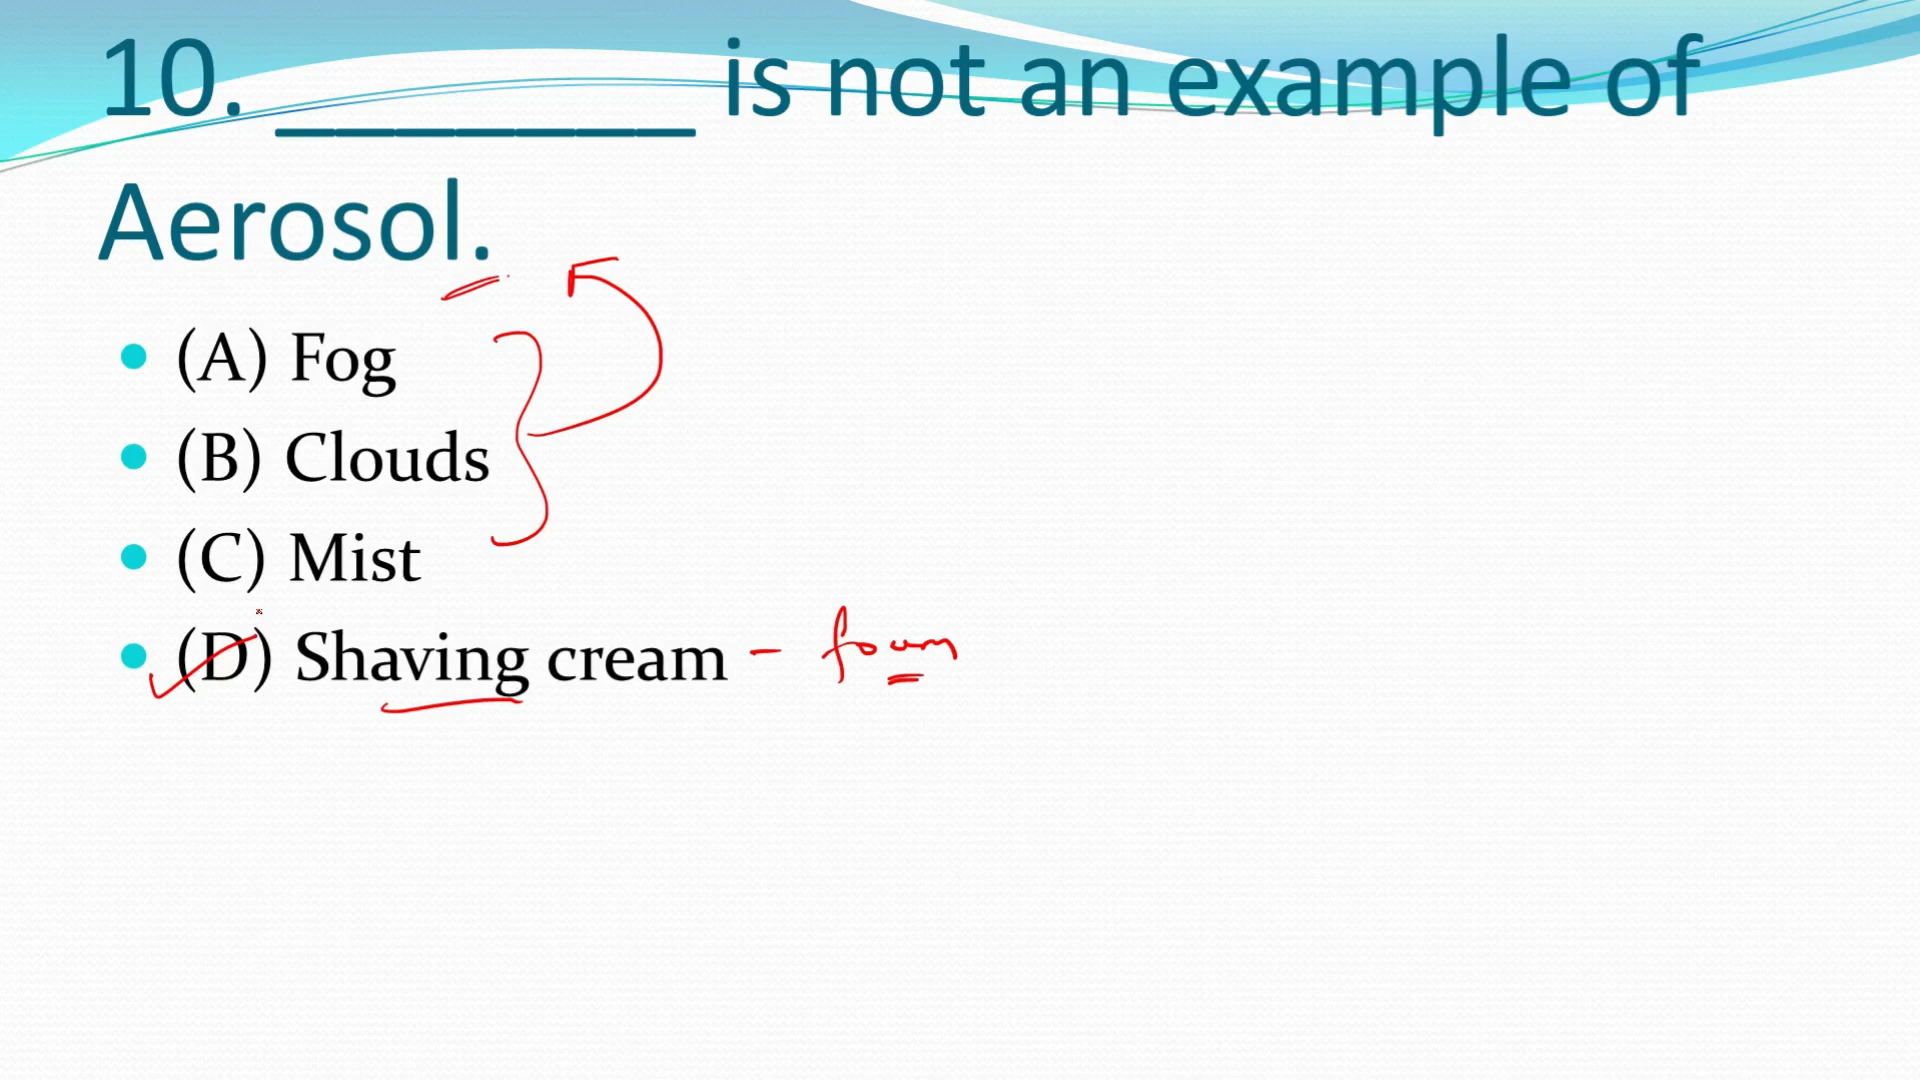 10. ________ is not an example of
Aerosol.
(A) Fog
(B) Clouds
(C) Mist
(D) Shaving cream - foam